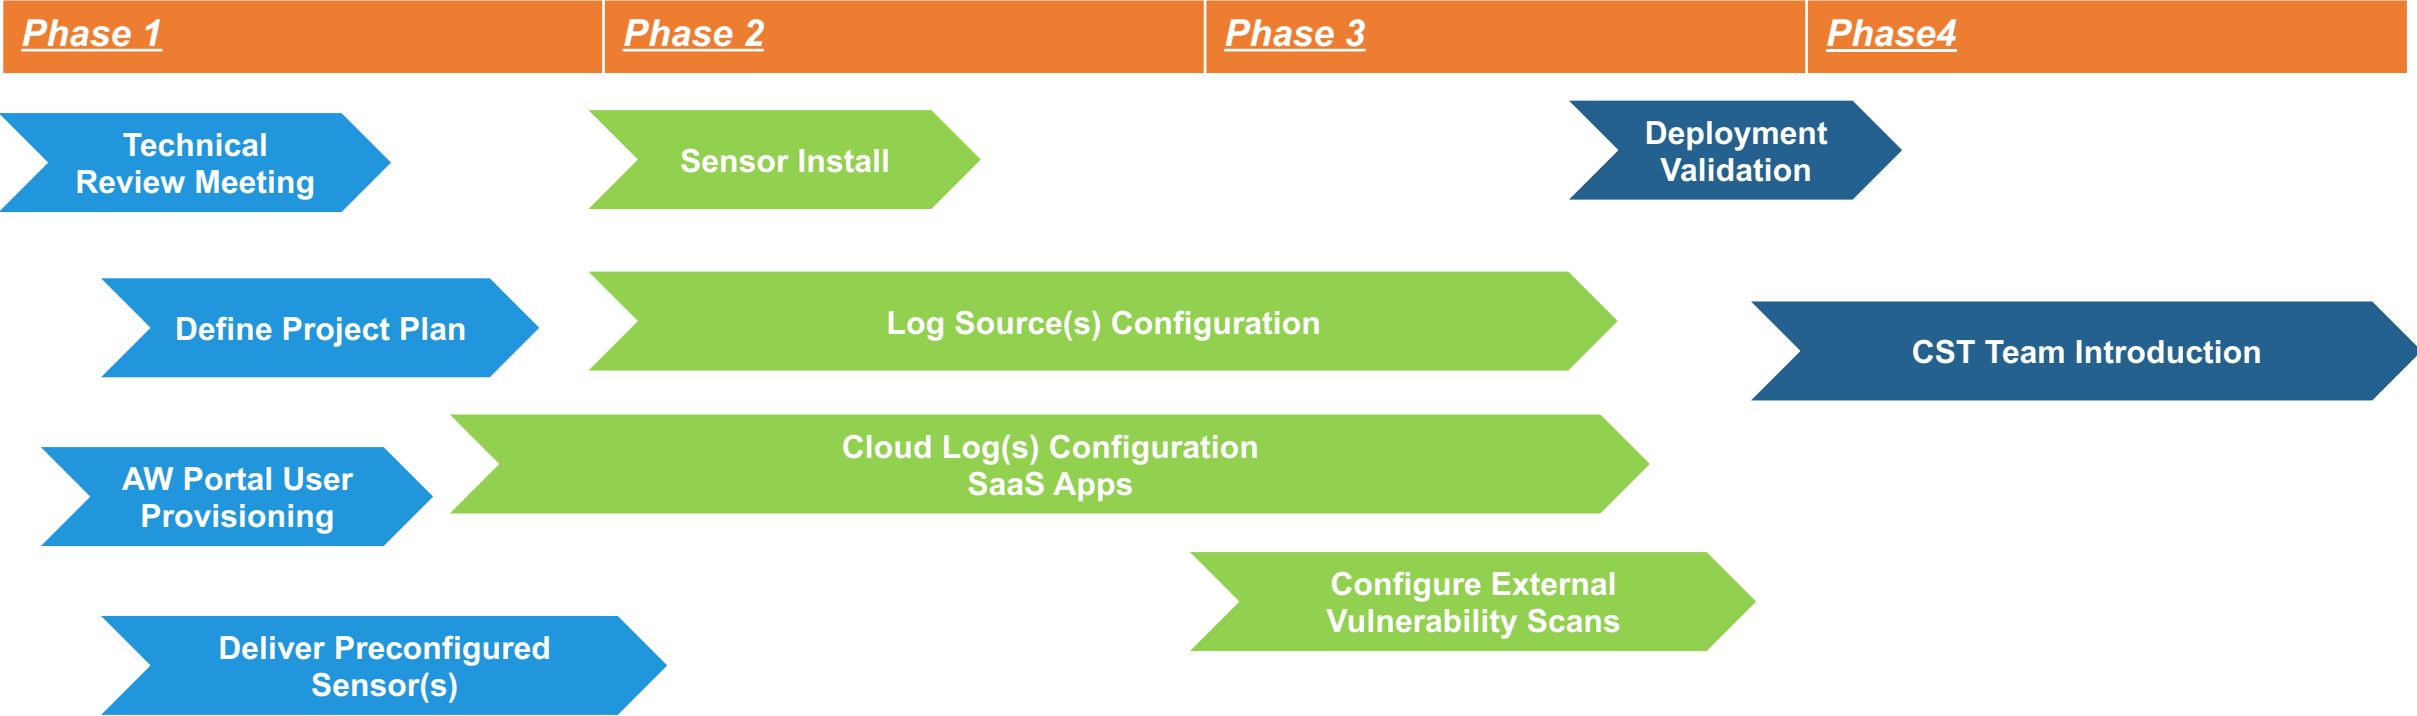 Phase 1
Phase 2
Phase 3
Phase4
Technical
Review Meeting
Sensor Install
Deployment
Validation
Define Project Plan
Log Source(s) Configuration
CST Team Introduction
AW Portal User
Provisioning
Cloud Log(s) Configuration
SaaS Apps
Configure External
Vulnerability Scans
Deliver Preconfigured
Sensor(s)